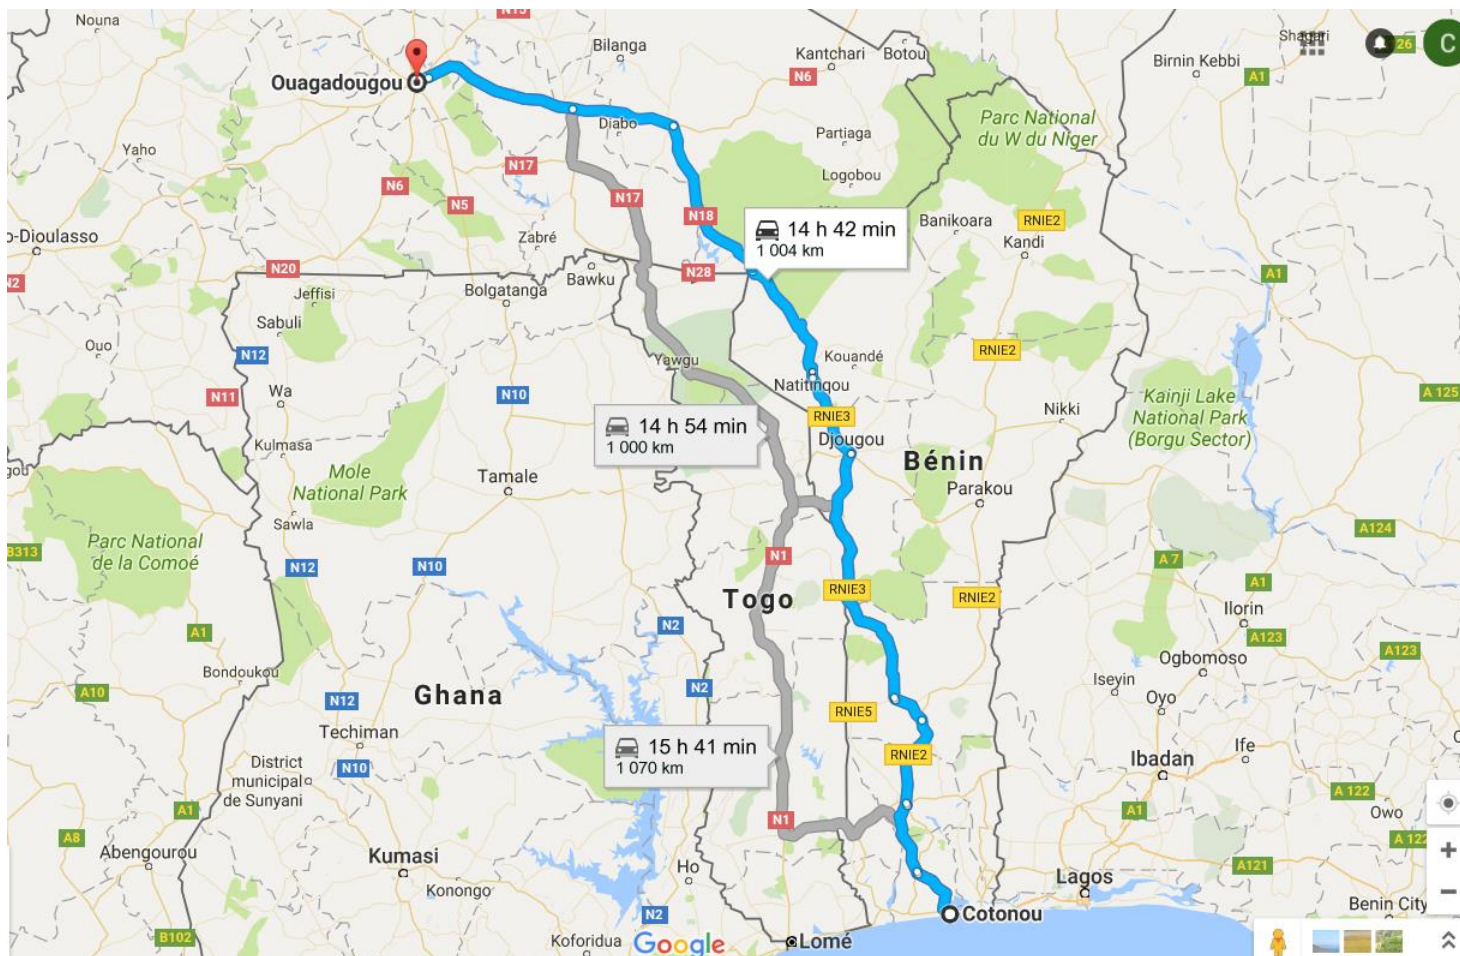 Nouna
N15
Bilanga
Kantchari
Botou
Shagari
26
C
Birnin Kebbi
A1
Ouagadougou
N6
Parc National
du W du Niger
Diabo
Partiaga
Yaho
N17
Logobou
N6
N17
N5
N18
Banikoara
RNIE2
14 h 42 min
1 004 km
Kandi
o-Dioulasso
Zabré
N20
N28
A1
N2
Jeffisi
Bolgatanga
Bawku
Sabuli
Ouo
N12
Yawgu
Kouandé
RNIE2
Natitingou
N11
Wa
N10
Kainji Lake
National Park
(Borgu Sector)
A 125
RNIE3
Nikki
14 h 54 min
1 000 km
Djougou
Kulmasa
Bénin
Mole
National Park
Tamale
Parakou
Sawla
A124
Parc National
de la Comoé
B313
N12
N10
N1
A 7
A1
RNIE3
RNIE2
Togo
Ilorin
A1
N2
A123
A123
Ogbomoso
Bondoukou
Iseyin
Oyo
A10
N12
Ghana
N2
RNIE5
Techiman
15 h 41 min
1 070 km
RNIE2
Ife
Ibadan
District
municipal
de Sunyani
N10
A 122
A1
A1
Owo
N1
A8
A 122
Abengourou
Kumasi
Ho
A121
Konongo
Lagos
Benin City
N2
Cotonou
B102
Koforidua
Google
Lomé